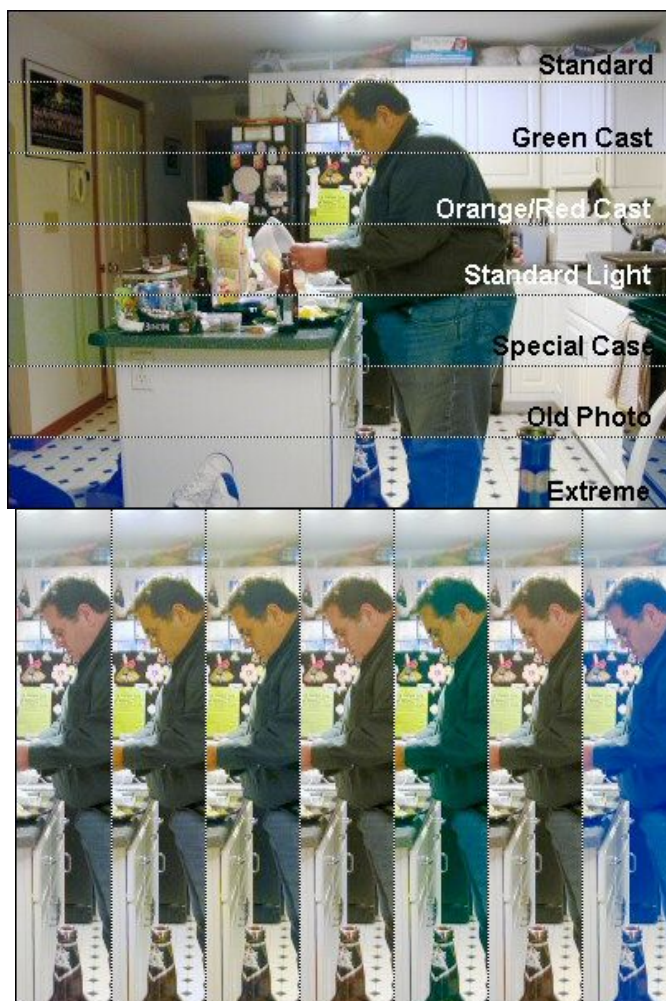 Standard
Green Cast
Orange/Red Cast
Standard Light
Special Case
Old Photo
Extreme